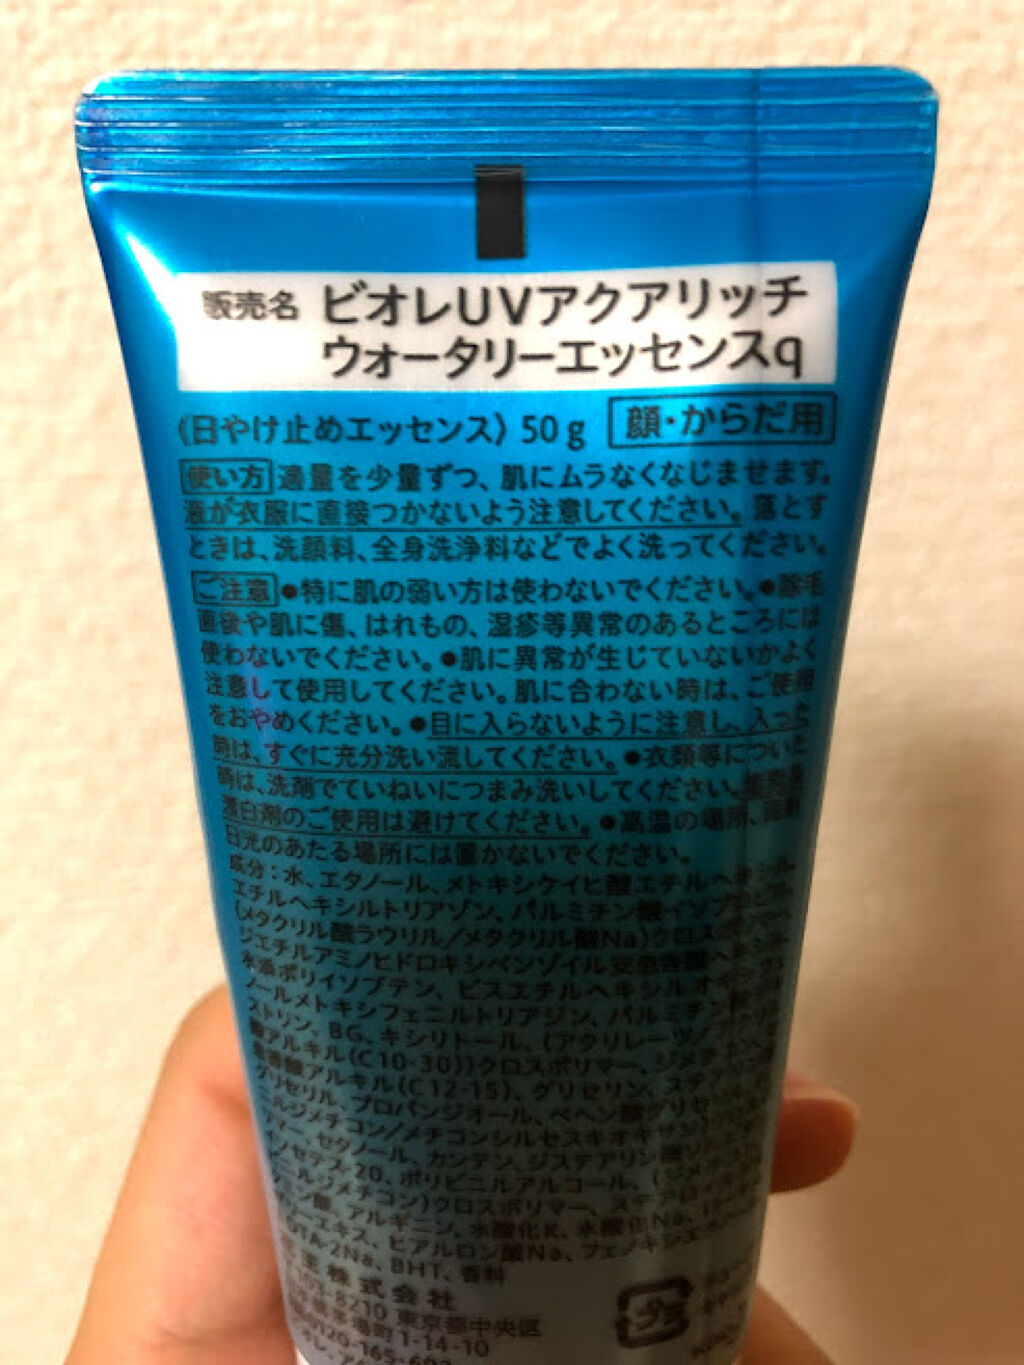 販売名 ビオレUVアクアリッチ
ウォータリーエッセンスq
〈日やけ止めエッセンス〉 50g 顔・からだ用
使い方 適量を少量ずつ、肌にムラなくなじませます。
液が衣服に直接つかないよう注意してください。落とす
ときは、洗顔料、全身洗浄料などでよく洗ってください。
ご注意 ●特に肌の弱い方は使わないでください。●除毛
直後や肌に傷、はれもの、湿疹等異常のあるところには
使わないでください。●肌に異常が生じていないかよく
注意して使用してください。肌に合わない時は、ご使用
をおやめください。●目に入らないように注意し、入った
時は、すぐに充分洗い流してください。●衣類等についた
時は、洗剤でていねいにつまみ洗いしてください。
漂白剤のご使用は避けてください。●高温の場所、
日光のあたる場所には置かないでください。
成分：水、エタノール、メトキシケイヒ酸エチルヘキシル、
エチルヘキシルトリアゾン、パルミチン酸イソプロピル、
(メタクリル酸ラウリル／メタクリル酸Na)クロス
ジエチルアミノヒドロキシベンゾイル安息香酸ヘキシル、
水添ポリイソブテン、ビスエチルヘキシルオキシフェ
ノールメトキシフェニルトリアジン、パルミチン酸
ストリン、BG、キシリトール、(アクリレーツ／
酸アルキル(C10-30))クロスポリマー、ジメチコン、
安息香酸アルキル(C12-15)、グリセリン、
グリセリル、プロパンジオール、ベヘン酸グリセ
ルジメチコン/メチコンシルセスキオキサン
マー、セタノール、カンテン、ジステアリン酸
セテス-20、ポリビニルアルコール、
ニルジメチコン)クロスポリマー、
アルギニン、水酸化K、水酸化Na、
エキス、ヒアルロン酸Na、フェノキシエ
EDTA-2Na、BHT、香料
株式会社
103-8210 東京都中央区
茅場町1-14-10
0120-165-692
プラ